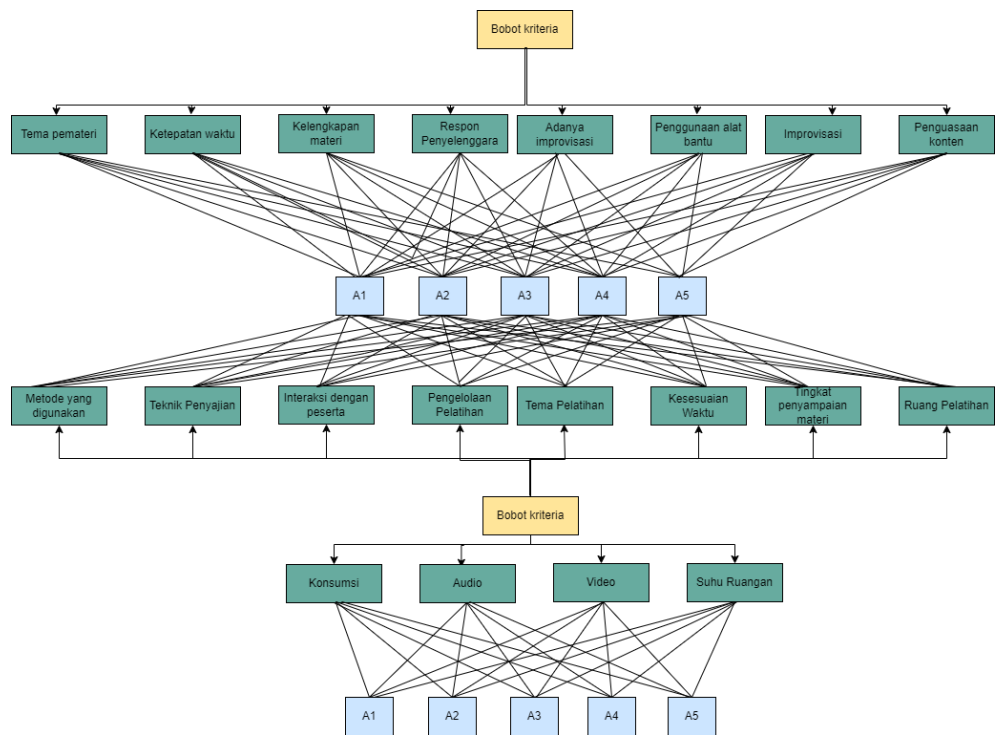 Bobot kriteria
Tema pemateri
Ketepatan waktu
Kelengkapan
materi
Respon
Penyelenggara
Adanya
improvisasi
Penggunaan alat
bantu
Improvisasi
Penguasaan
konten
A1
A2
A3
A4
A5
Metode yang
digunakan
Teknik Penyajian
Interaksi dengan
peserta
Pengelolaan
Pelatihan
Tema Pelatihan
Kesesuaian
Waktu
Tingkat
penyampaian
materi
Ruang Pelatihan
Bobot kriteria
Konsumsi
Audio
Video
Suhu Ruangan
A1
A2
A3
A4
A5